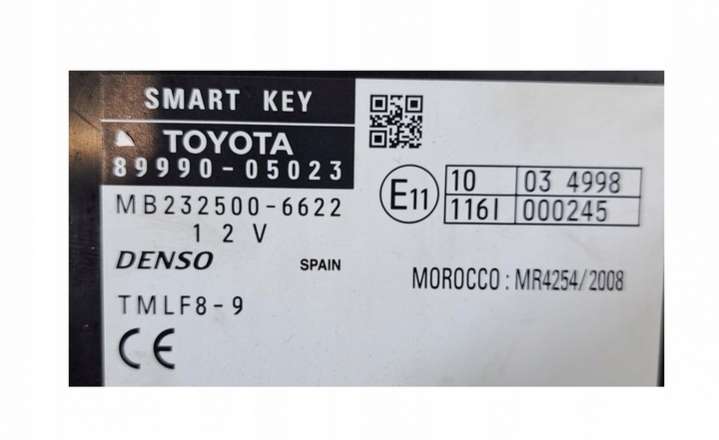 SMART KEY
TOYOTA
89990-05023
MB232500-6622
12V
DENSO SPAIN
TMLF8-9
CE
E11
10 03 4998
116I 000245
MOROCCO : MR4254/2008